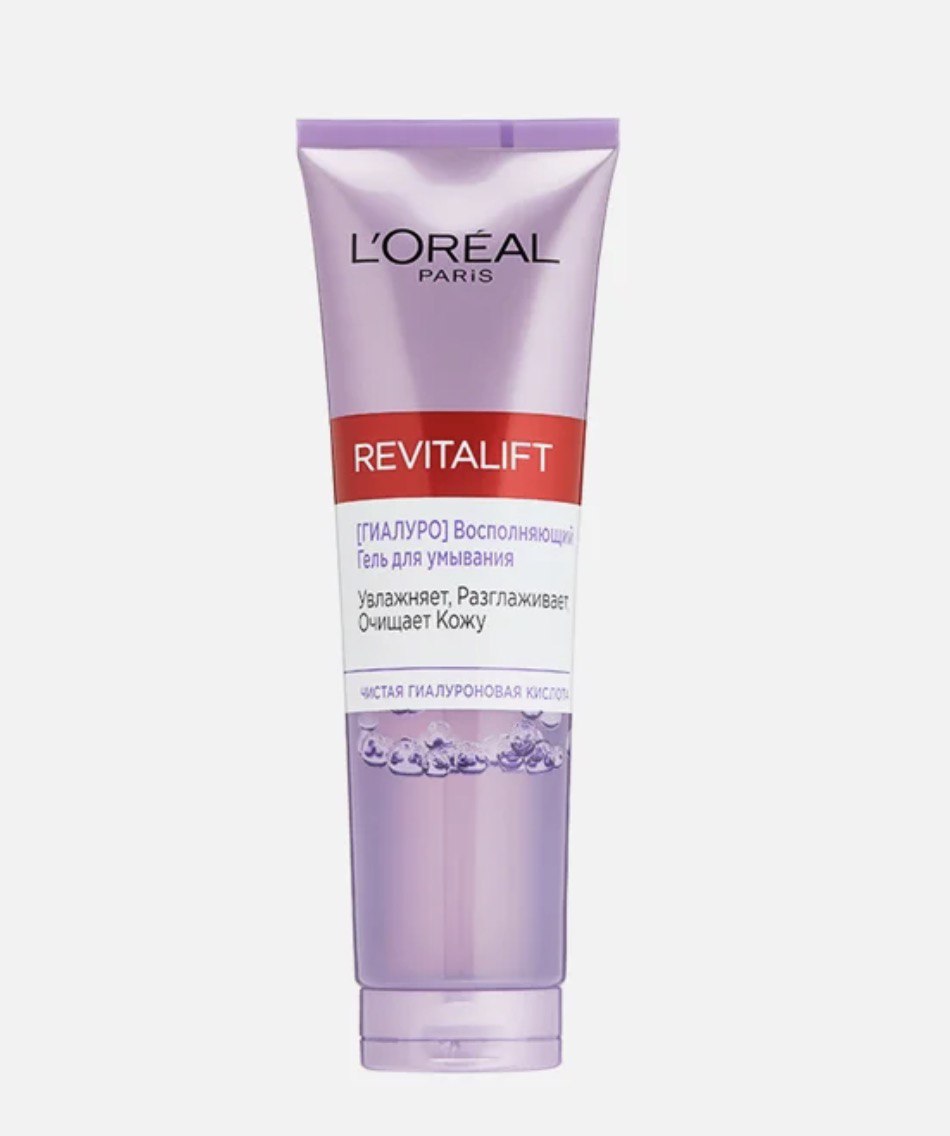 L'ORÉAL
PARiS
REVITALIFT
[ГИАЛУРО] Восполняющий
Гель для умывания
Увлажняет, Разглаживает,
Очищает Кожу
ЧИСТАЯ ГИАЛУРОНОВАЯ КИСЛОТА